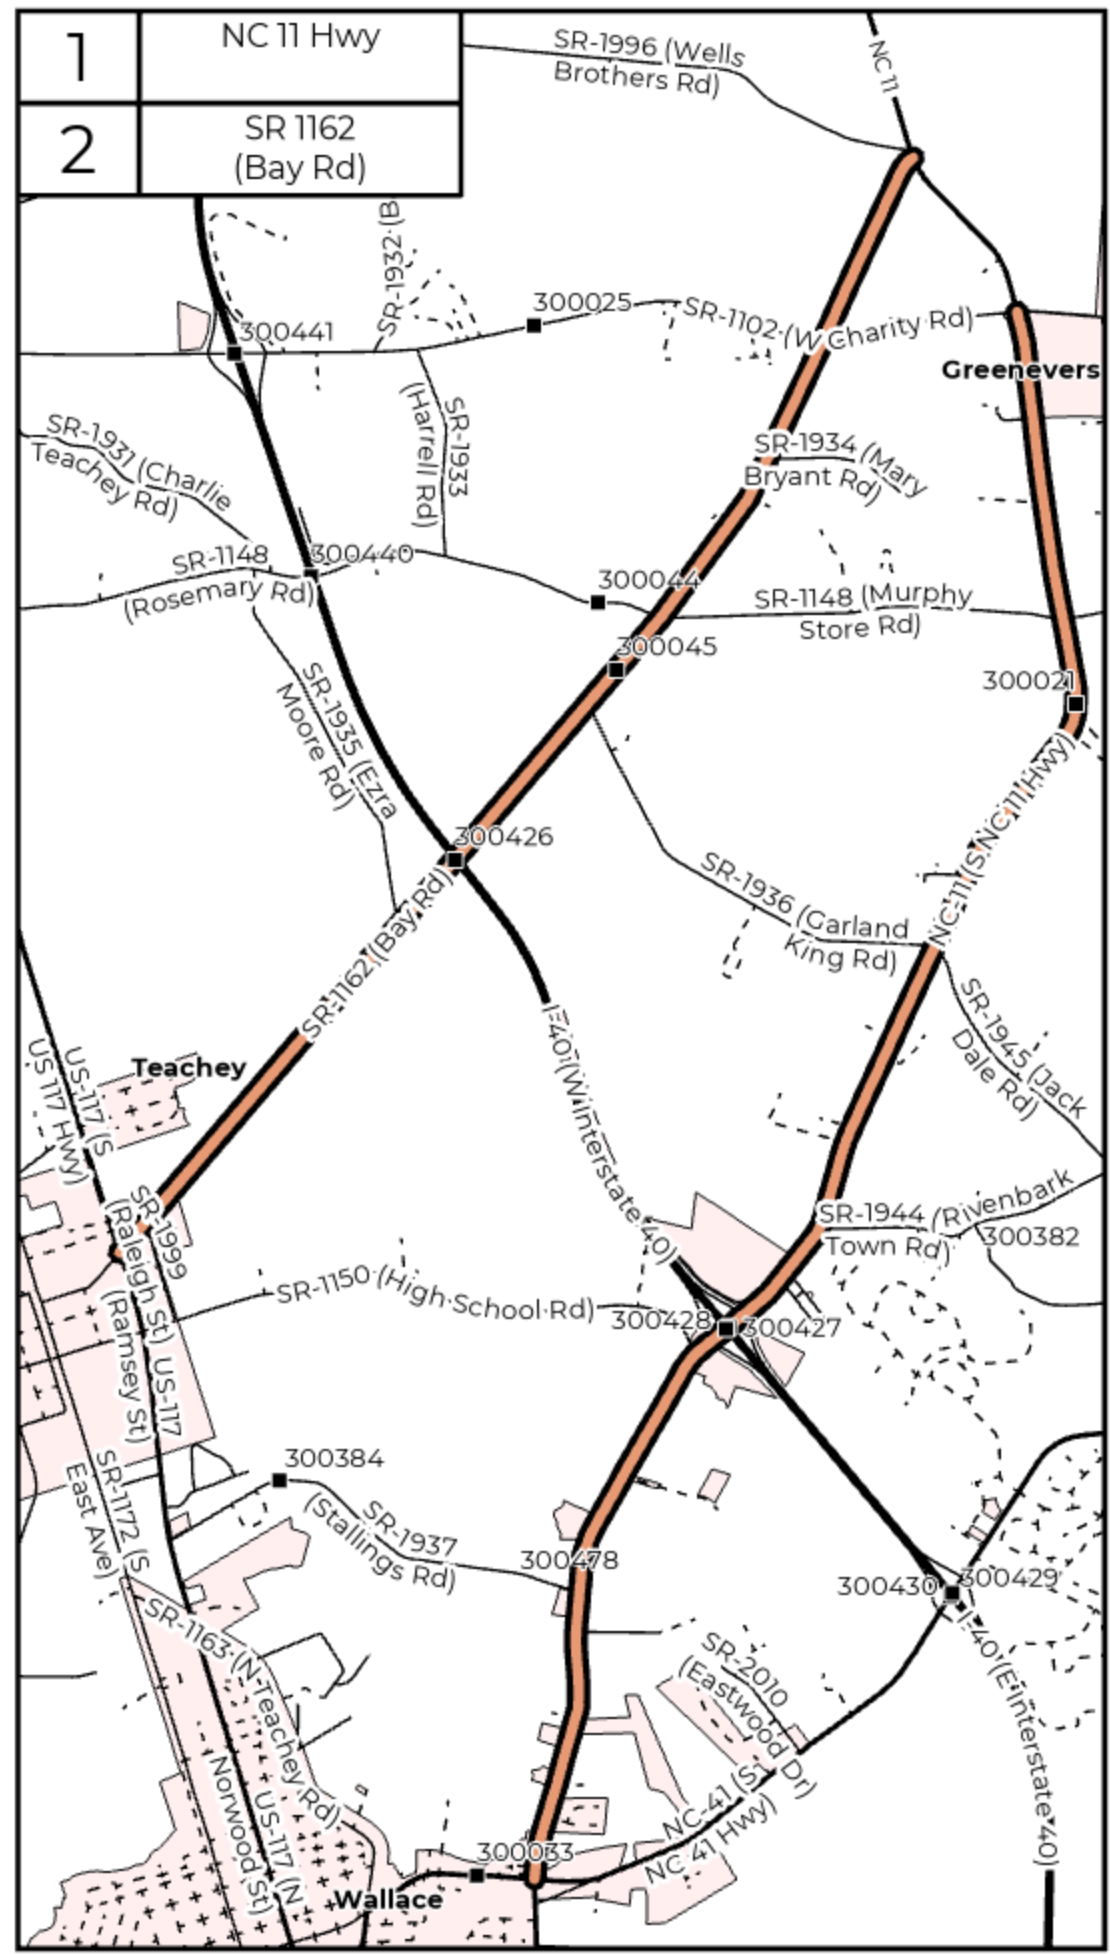 1
NC 11 Hwy
2
SR 1162
(Bay Rd)
SR-1996 (Wells
Brothers Rd)
NC 11
SR-1932 (B
300025
300441
SR-1102 (W Charity Rd)
Greenevers
SR-1931 (Charlie
Teachey Rd)
SR-1933
(Harrell Rd)
SR-1934 (Mary
Bryant Rd)
SR-1148
(Rosemary Rd)
300440
300044
SR-1148 (Murphy
Store Rd)
300045
300021
SR-1935 (Ezra
Moore Rd)
300426
NC-11 (S NC 11 Hwy)
SR-1936 (Garland
King Rd)
SR-1162 (Bay Rd)
SR-1945 (Jack
Dale Rd)
I-40 (W Interstate 40)
US-117 (S
US 117 Hwy)
Teachey
SR-1999
(Raleigh St)
SR-1944 (Rivenbark
Town Rd)
300382
SR-1150 (High School Rd)
300428
300427
US-117
(Ramsey St)
300384
SR-1172 (S
East Ave)
SR-1937
(Stallings Rd)
300478
300430
300429
SR-1163 (N Teachey Rd)
SR-2010
(Eastwood Dr)
I-40 (E Interstate 40)
NC-41 (S
NC 41 Hwy)
US-117 (N
Norwood St)
300033
Wallace